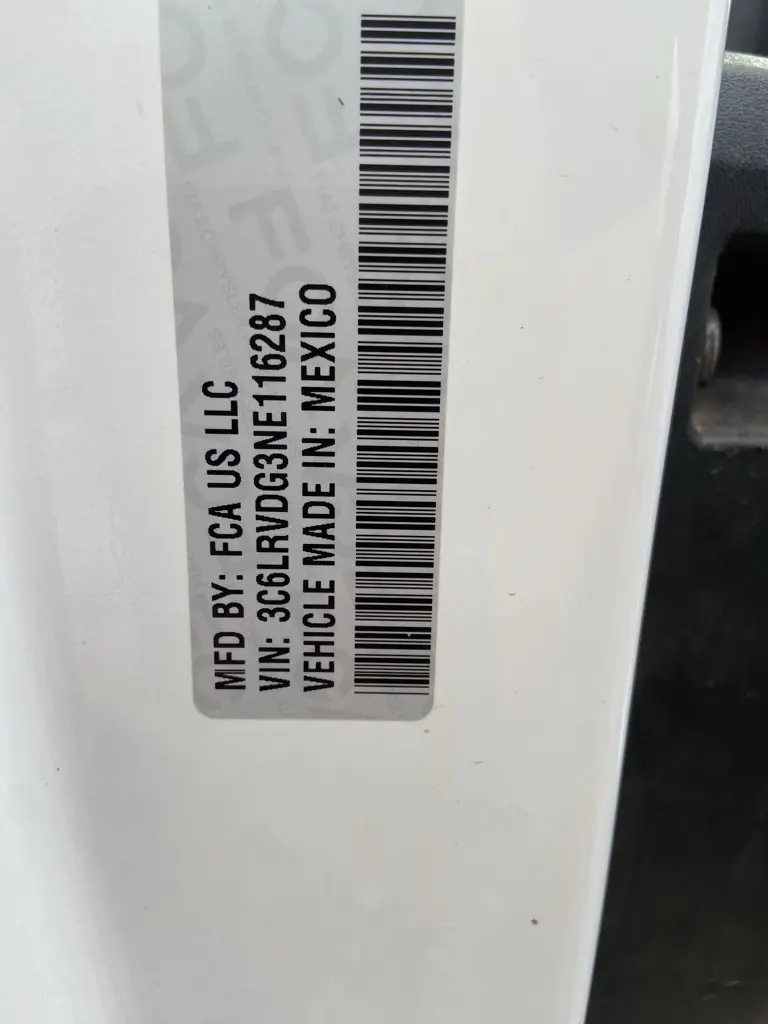 MFD BY: FCA US LLC
VIN: 3C6LRVDG3NE116287
VEHICLE MADE IN: MEXICO